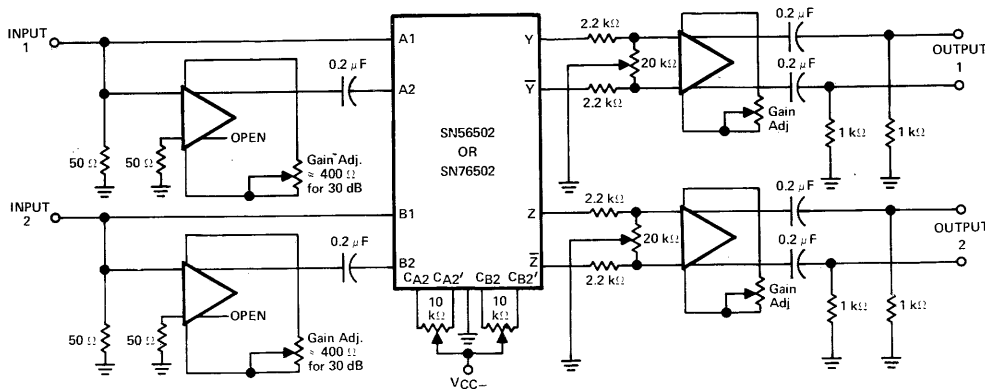 INPUT
1
50 Ω
50 Ω
OPEN
0.2 μF
Gain Adj.
≈ 400 Ω
for 30 dB
A1
A2
INPUT
2
50 Ω
50 Ω
OPEN
0.2 μF
Gain Adj.
≈ 400 Ω
for 30 dB
B1
B2
SN56502
OR
SN76502
CA2 CA2' CB2 CB2'
10
kΩ
10
kΩ
VCC-
Y
Y̅
2.2 kΩ
20 kΩ
2.2 kΩ
Gain
Adj
0.2 μF
0.2 μF
1 kΩ
1 kΩ
OUTPUT
1
Z
Z̅
2.2 kΩ
20 kΩ
2.2 kΩ
Gain
Adj
0.2 μF
0.2 μF
1 kΩ
1 kΩ
OUTPUT
2